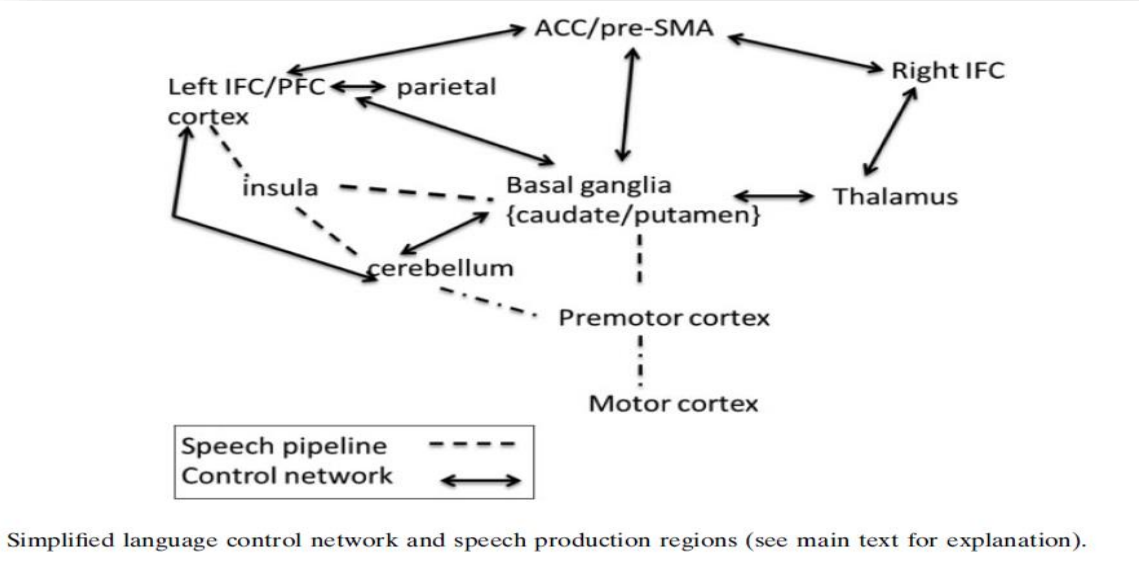 ACC/pre-SMA
Right IFC
Left IFC/PFC
cortex
parietal
insula
Basal ganglia
{caudate/putamen}
Thalamus
cerebellum
Premotor cortex
Motor cortex
Speech pipeline
Control network
Simplified language control network and speech production regions (see main text for explanation).